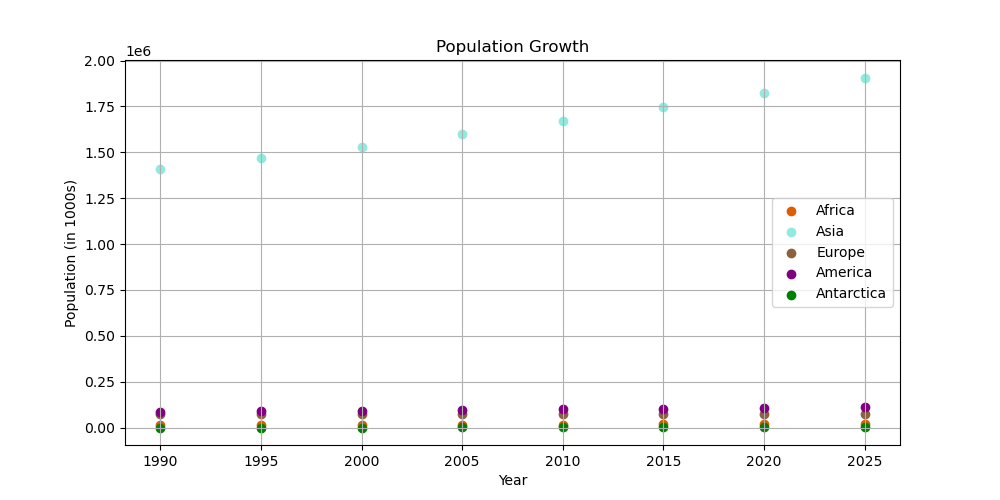 Population Growth
1e6
2.00
1.75
1.50
1.25
1.00
0.75
0.50
0.25
0.00
Population (in 1000s)
Africa
Asia
Europe
America
Antarctica
1990 1995 2000 2005 2010 2015 2020 2025
Year